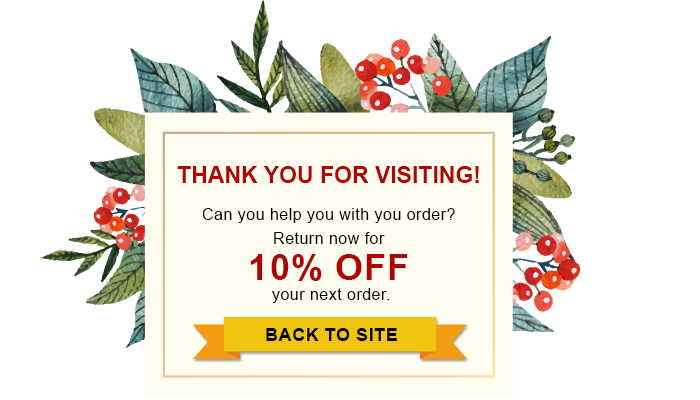 THANK YOU FOR VISITING!
Can you help you with you order?
Return now for
10% OFF
your next order.
BACK TO SITE